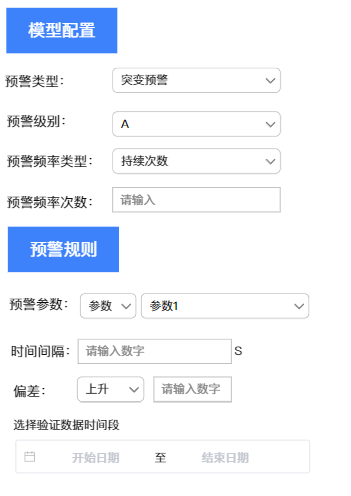 模型配置
预警类型： 突变预警
预警级别： A
预警频率类型： 持续次数
预警频率次数： 请输入
预警规则
预警参数： 参数 参数1
时间间隔： 请输入数字 S
偏差： 上升 请输入数字
选择验证数据时间段
开始日期 至 结束日期